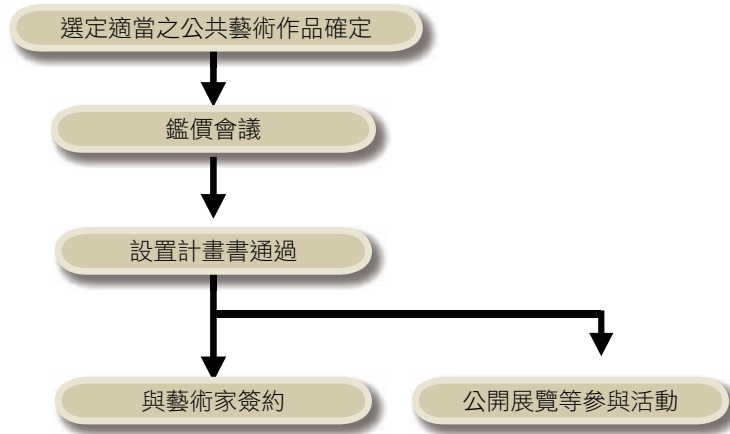 選定適當之公共藝術作品確定
鑑價會議
設置計畫書通過
與藝術家簽約
公開展覽等參與活動